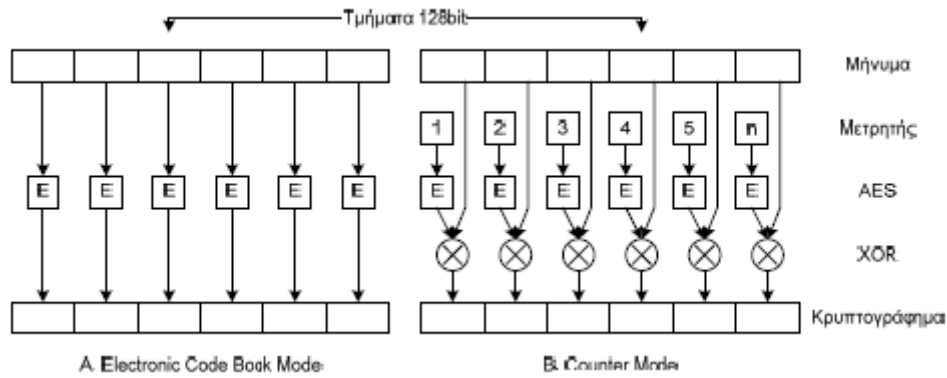 Τμήματα 128bit
Μήνυμα
1 2 3 4 5 n
Μετρητής
E E E E E E E E E E E E
AES
XOR
Κρυπτογράφημα
A. Electronic Code Book Mode
B. Counter Mode